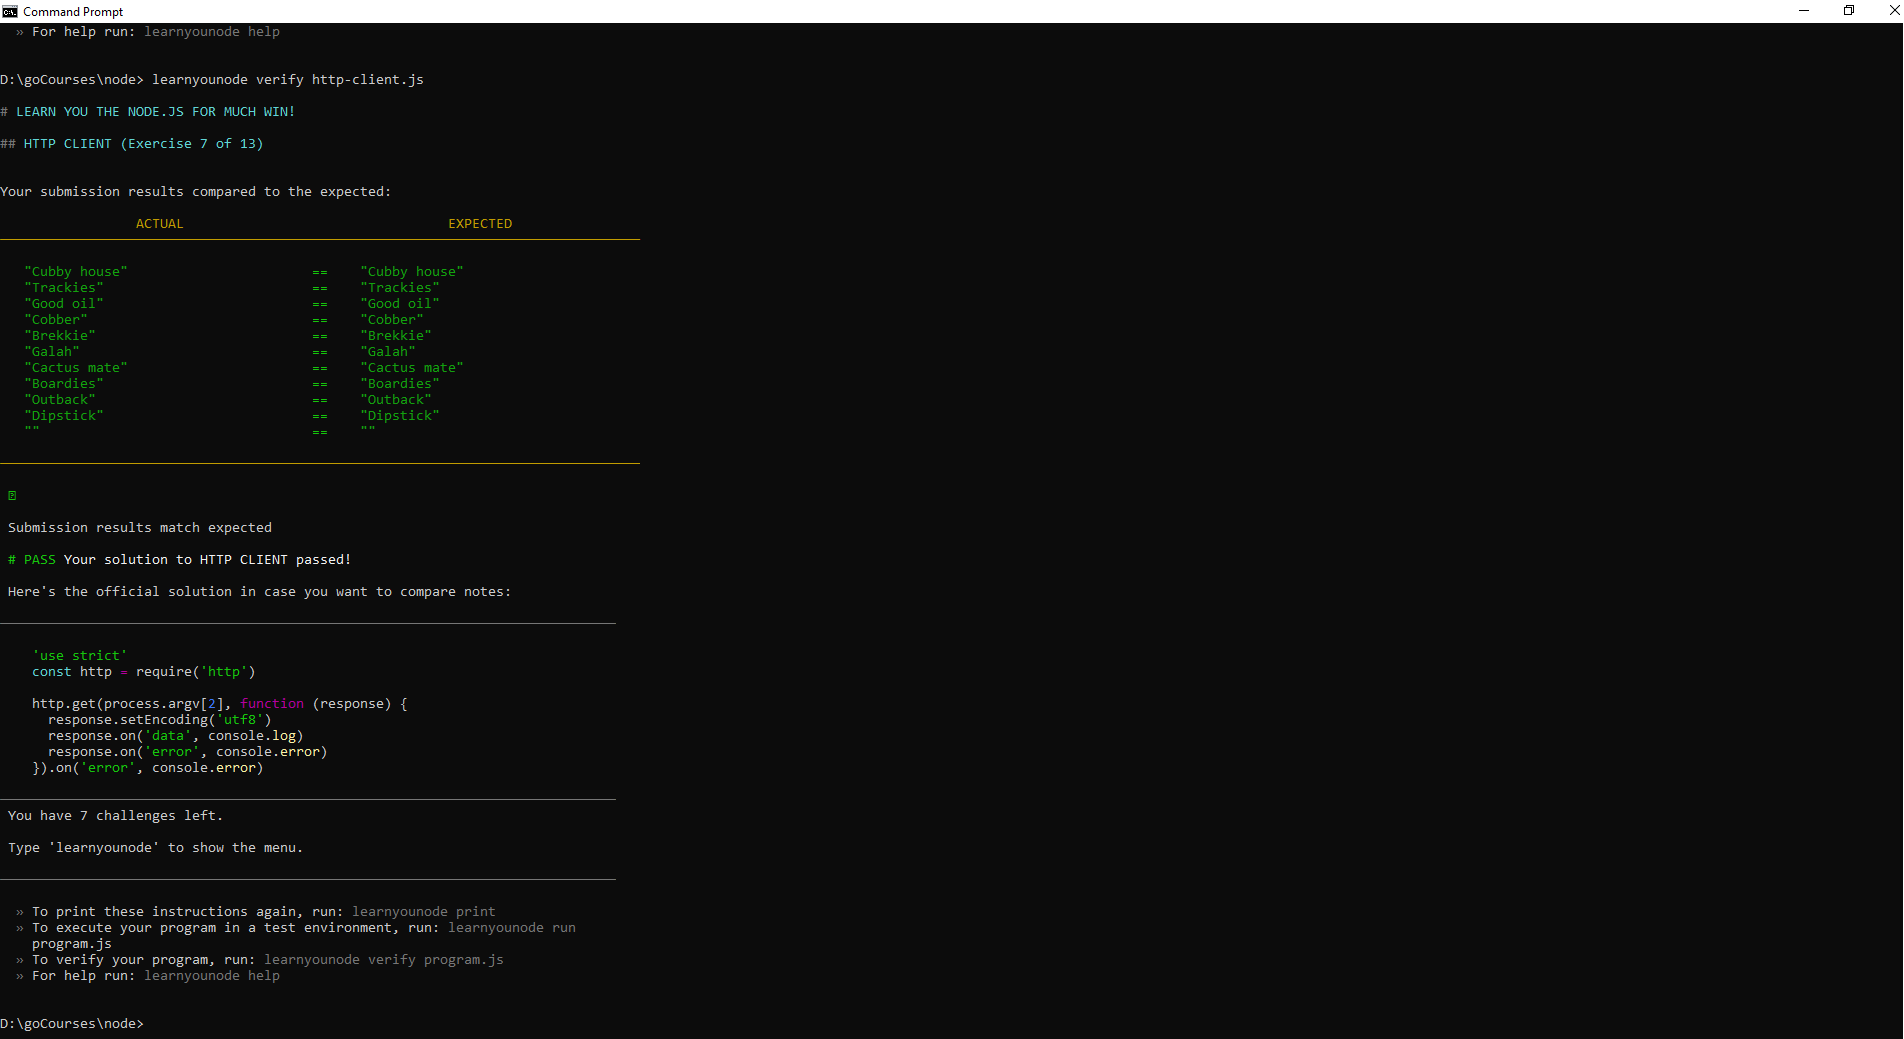 Command Prompt
» For help run: learnyounode help
D:\goCourses\node> learnyounode verify http-client.js
# LEARN YOU THE NODE.JS FOR MUCH WIN!
## HTTP CLIENT (Exercise 7 of 13)
Your submission results compared to the expected:
ACTUAL EXPECTED
"Cubby house" == "Cubby house"
"Trackies" == "Trackies"
"Good oil" == "Good oil"
"Cobber" == "Cobber"
"Brekkie" == "Brekkie"
"Galah" == "Galah"
"Cactus mate" == "Cactus mate"
"Boardies" == "Boardies"
"Outback" == "Outback"
"Dipstick" == "Dipstick"
"" == ""
Submission results match expected
# PASS Your solution to HTTP CLIENT passed!
Here's the official solution in case you want to compare notes:
'use strict'
const http = require('http')
http.get(process.argv[2], function (response) {
response.setEncoding('utf8')
response.on('data', console.log)
response.on('error', console.error)
}).on('error', console.error)
You have 7 challenges left.
Type 'learnyounode' to show the menu.
» To print these instructions again, run: learnyounode print
» To execute your program in a test environment, run: learnyounode run
program.js
» To verify your program, run: learnyounode verify program.js
» For help run: learnyounode help
D:\goCourses\node>